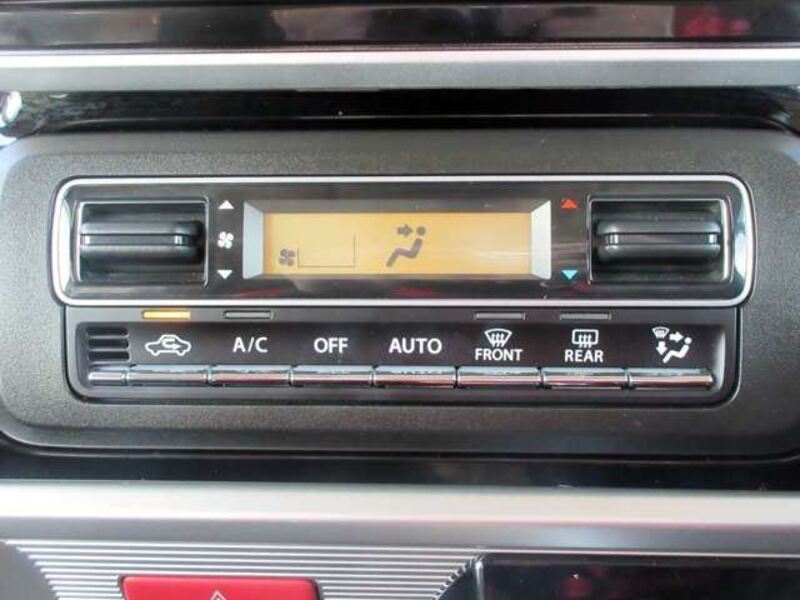 A/C OFF AUTO FRONT REAR